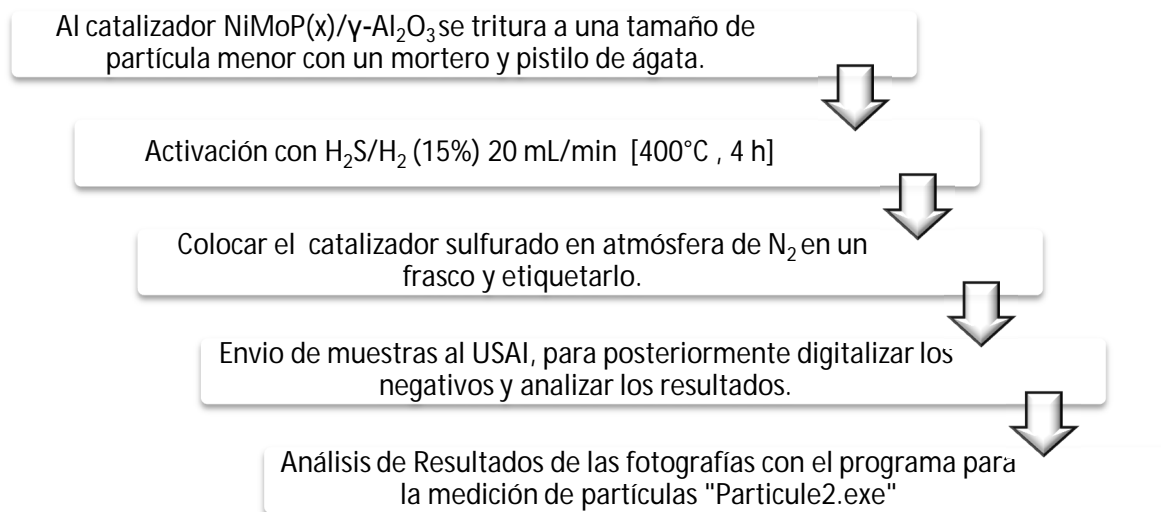 Al catalizador NiMoP(x)/γ-Al₂O₃ se tritura a una tamaño de
partícula menor con un mortero y pistilo de ágata.
Activación con H₂S/H₂ (15%) 20 mL/min [400°C , 4 h]
Colocar el catalizador sulfurado en atmósfera de N₂ en un
frasco y etiquetarlo.
Envio de muestras al USAI, para posteriormente digitalizar los
negativos y analizar los resultados.
Análisis de Resultados de las fotografías con el programa para
la medición de partículas "Particule2.exe"